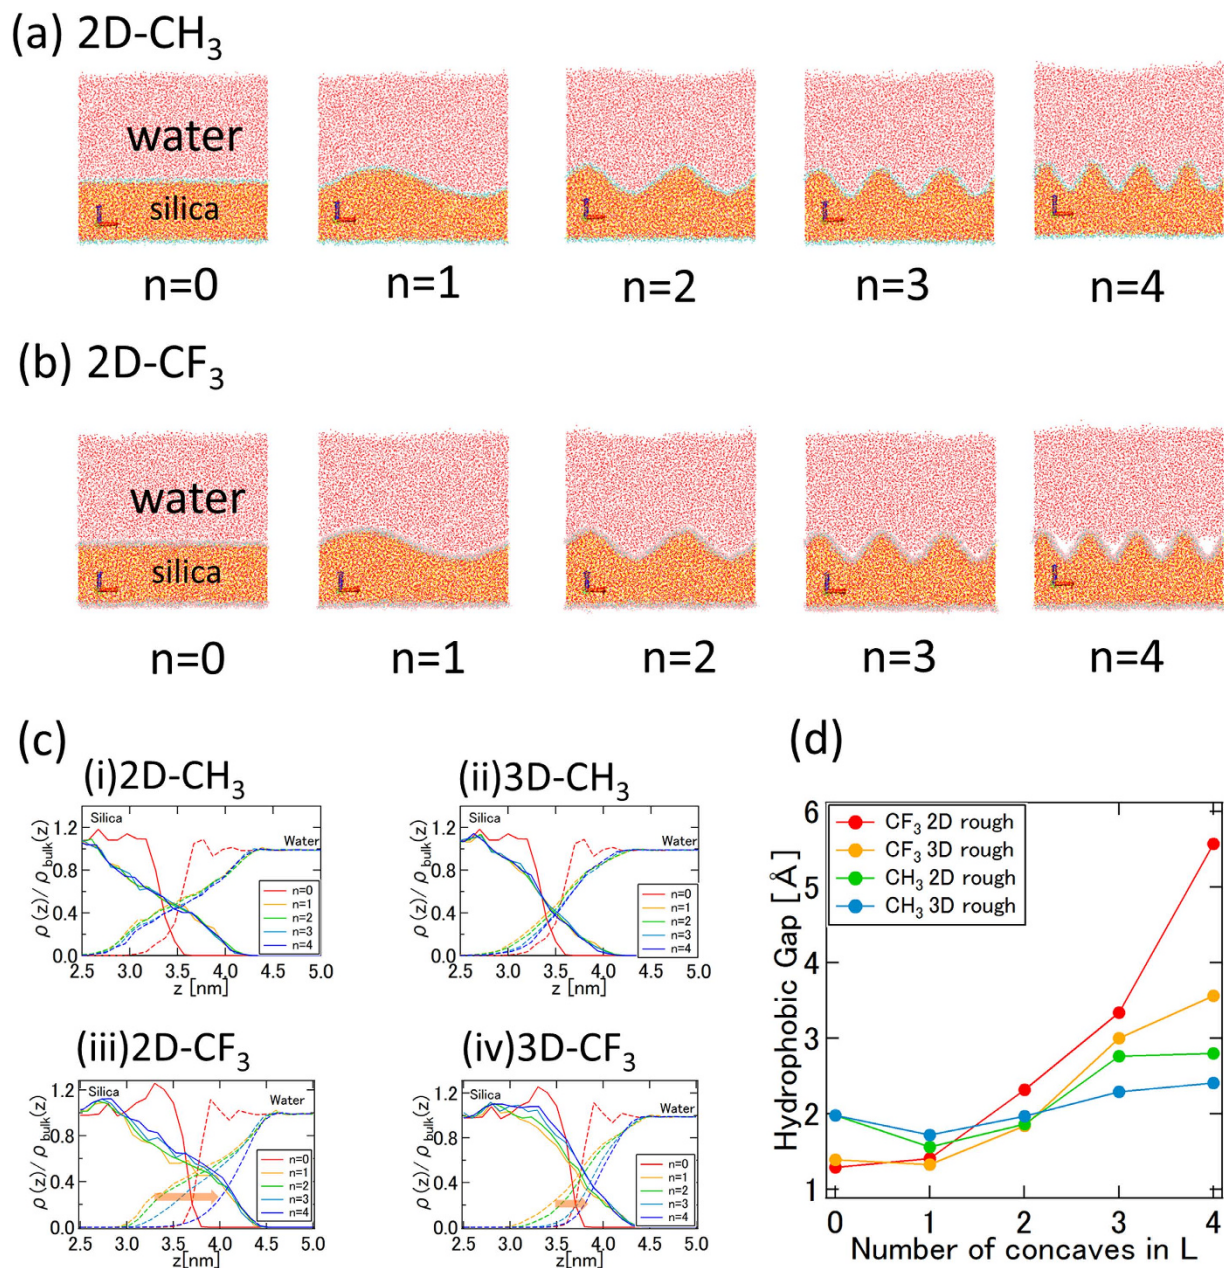 (a) 2D-CH₃
water
silica
n=0
n=1
n=2
n=3
n=4
(b) 2D-CF₃
water
silica
n=0
n=1
n=2
n=3
n=4
(c)
(i)2D-CH₃
ρ(z)/ρbulk(z)
1.2
0.8
0.4
0.0
Silica
Water
n=0
n=1
n=2
n=3
n=4
2.5 3.0 3.5 4.0 4.5 5.0
z [nm]
(ii)3D-CH₃
1.2
0.8
0.4
0.0
Silica
Water
n=0
n=1
n=2
n=3
n=4
2.5 3.0 3.5 4.0 4.5 5.0
z [nm]
(iii)2D-CF₃
ρ(z)/ρbulk(z)
1.2
0.8
0.4
0.0
Silica
Water
n=0
n=1
n=2
n=3
n=4
2.5 3.0 3.5 4.0 4.5 5.0
z[nm]
(iv)3D-CF₃
1.2
0.8
0.4
0.0
Silica
Water
n=0
n=1
n=2
n=3
n=4
2.5 3.0 3.5 4.0 4.5 5.0
z [nm]
(d)
Hydrophobic Gap [Å]
6
5
4
3
2
1
CF₃ 2D rough
CF₃ 3D rough
CH₃ 2D rough
CH₃ 3D rough
0 1 2 3 4
Number of concaves in L